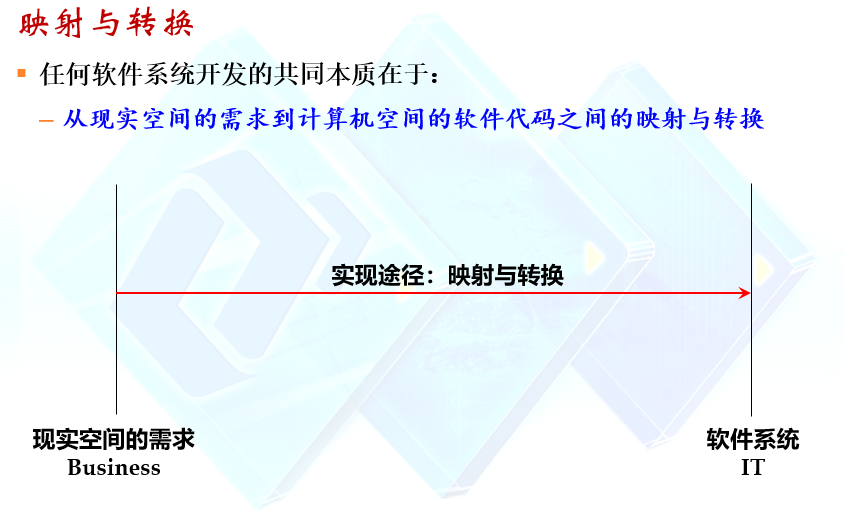 映射与转换
任何软件系统开发的共同本质在于：
– 从现实空间的需求到计算机空间的软件代码之间的映射与转换
实现途径：映射与转换
现实空间的需求
Business
软件系统
IT